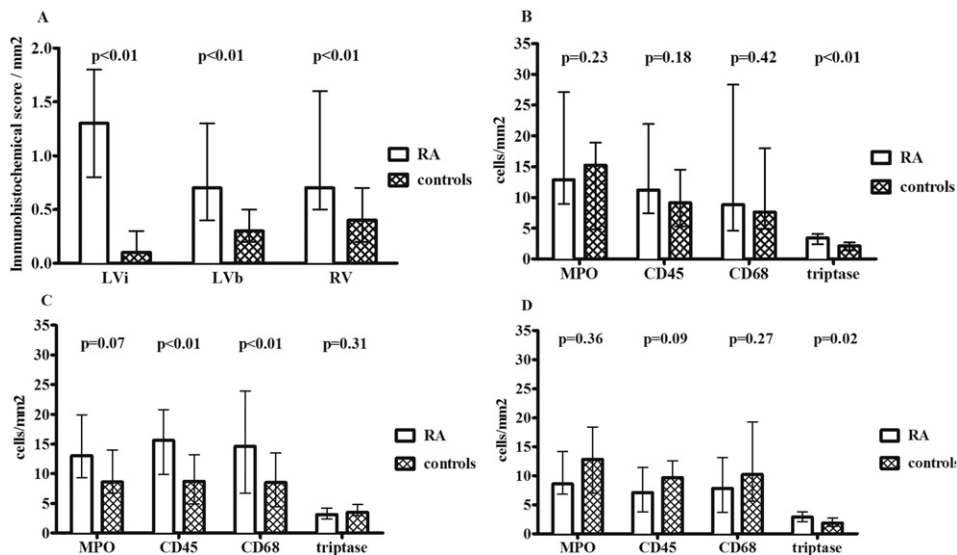 A
Immunohistochemical score / mm2
2.0
1.5
1.0
0.5
0.0
p<0.01
p<0.01
p<0.01
LVi
LVb
RV
RA
controls
B
cells/mm2
35
30
25
20
15
10
5
0
p=0.23
p=0.18
p=0.42
p<0.01
MPO
CD45
CD68
triptase
RA
controls
C
cells/mm2
35
30
25
20
15
10
5
0
p=0.07
p<0.01
p<0.01
p=0.31
MPO
CD45
CD68
triptase
RA
controls
D
cells/mm2
35
30
25
20
15
10
5
0
p=0.36
p=0.09
p=0.27
p=0.02
MPO
CD45
CD68
triptase
RA
controls